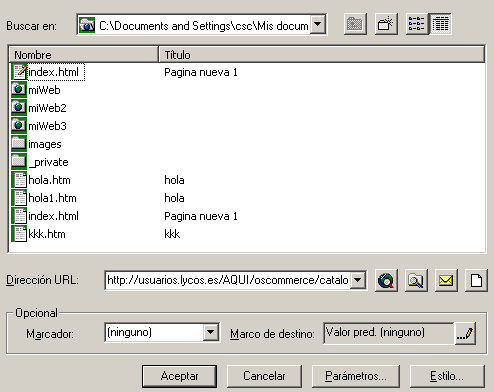 Buscar en: C:\Documents and Settings\csc\Mis docum
Nombre Título
index.html Pagina nueva 1
miWeb
miWeb2
miWeb3
images
_private
hola.htm hola
hola1.htm hola
index.html Pagina nueva 1
kkk.htm kkk
Dirección URL: http://usuarios.lycos.es/AQUI/oscommerce/catalo
Opcional
Marcador: (ninguno) Marco de destino: Valor pred. (ninguno)
Aceptar Cancelar Parámetros... Estilo...